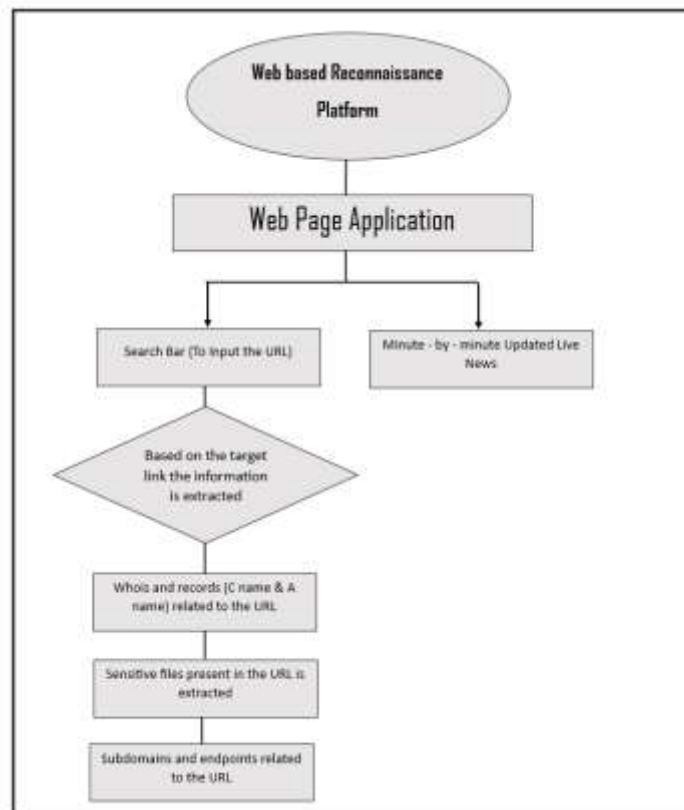 Web based Reconnaissance
Platform
Web Page Application
Search Bar (To Input the URL)
Minute - by - minute Updated Live
News
Based on the target
link the information
is extracted
Whois and records (C name & A
name) related to the URL
Sensitive files present in the URL is
extracted
Subdomains and endpoints related
to the URL